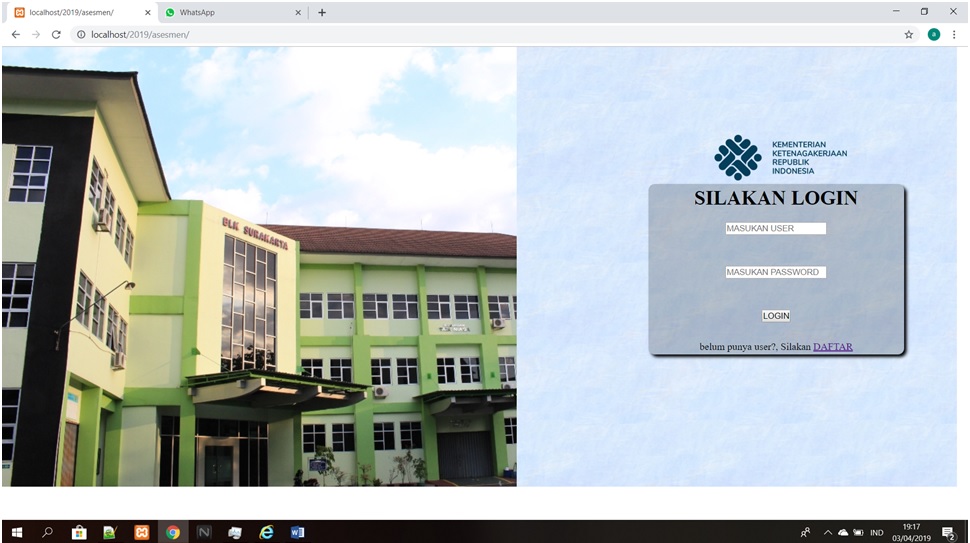 localhost/2019/asesmen/
WhatsApp
localhost/2019/asesmen/
a
BLK SURAKARTA
KEMENTERIAN
KETENAGAKERJAAN
REPUBLIK
INDONESIA
SILAKAN LOGIN
MASUKAN USER
MASUKAN PASSWORD
LOGIN
belum punya user?, Silakan DAFTAR
IND
19:17
03/04/2019
2